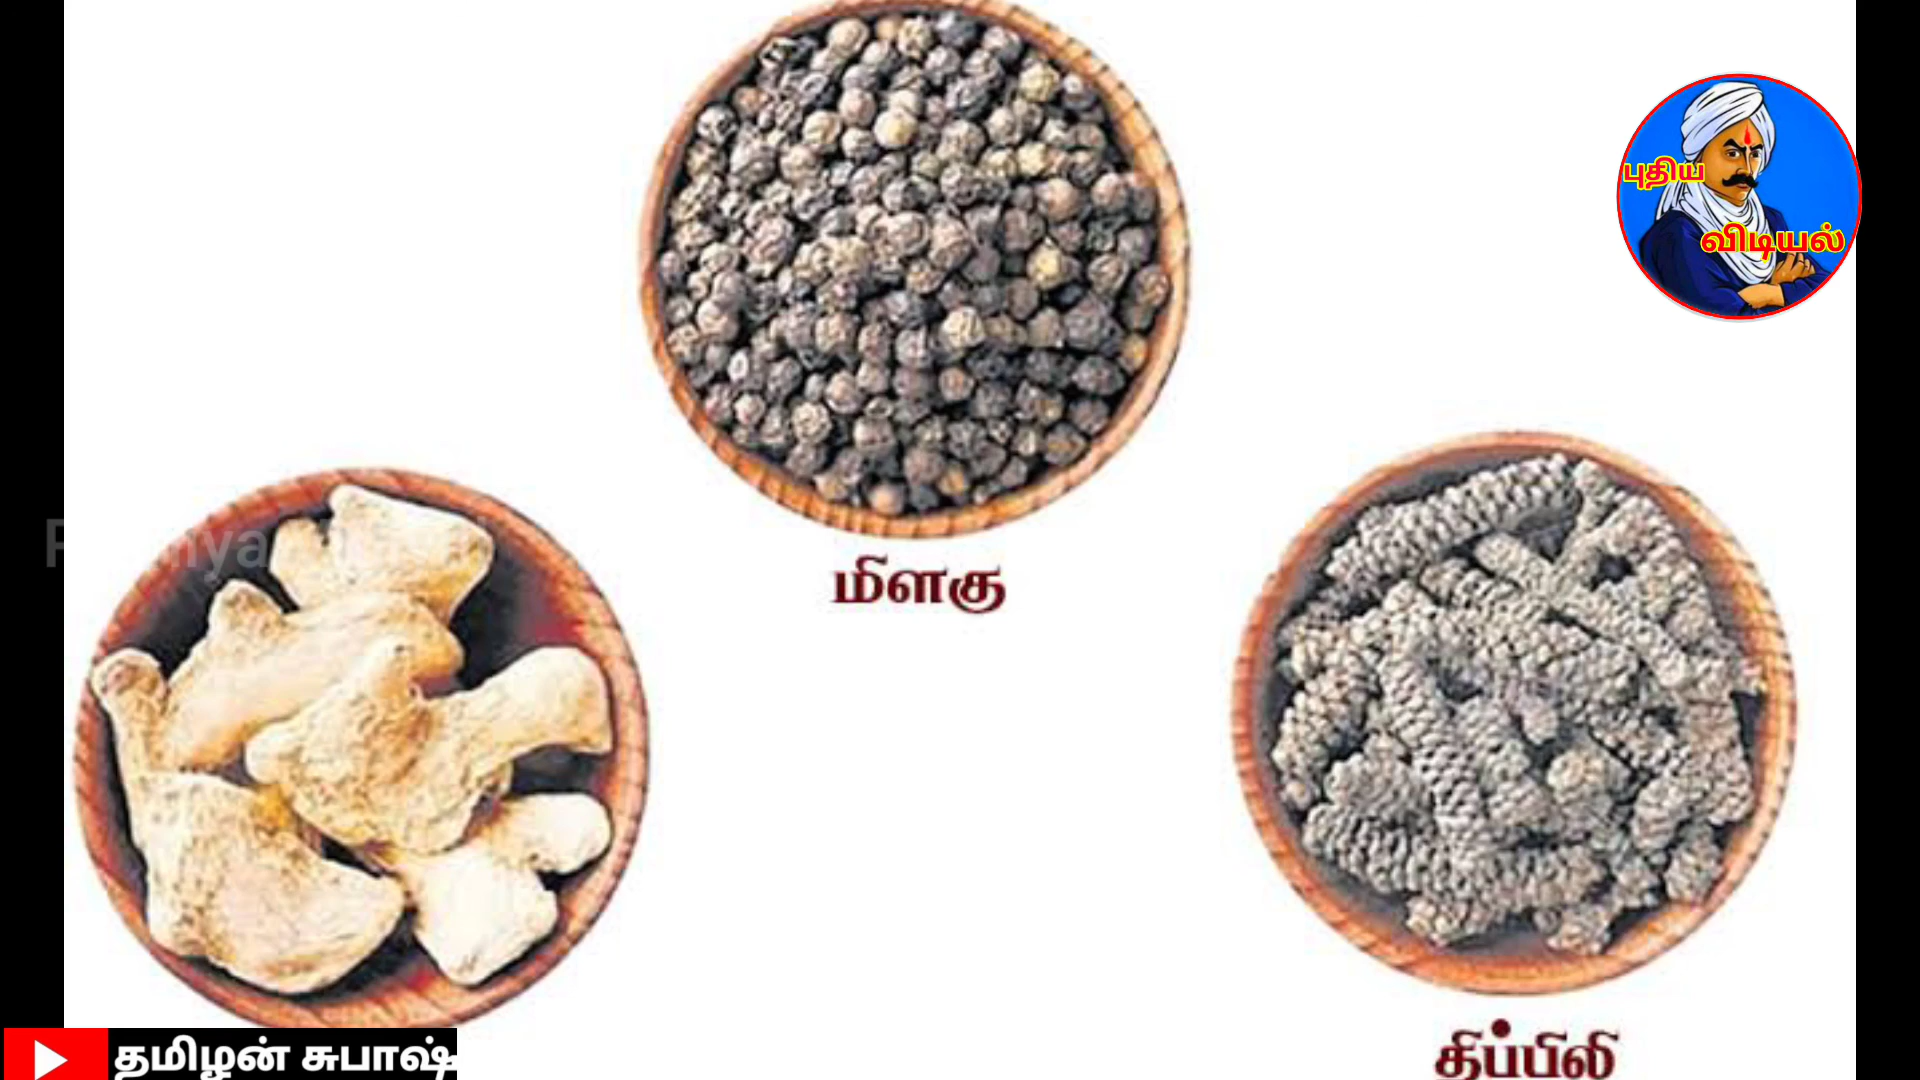 புதிய
விடியல்
மிளகு
திப்பிலி
தமிழன் சுபாஷ்